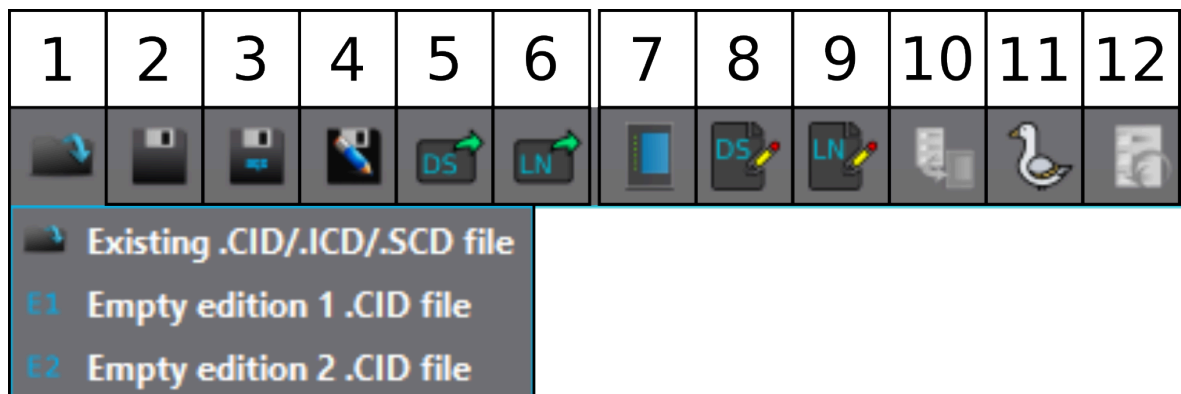 1 2 3 4 5 6 7 8 9 10 11 12
DS LN DS LN
Existing .CID/.ICD/.SCD file
E1 Empty edition 1 .CID file
E2 Empty edition 2 .CID file